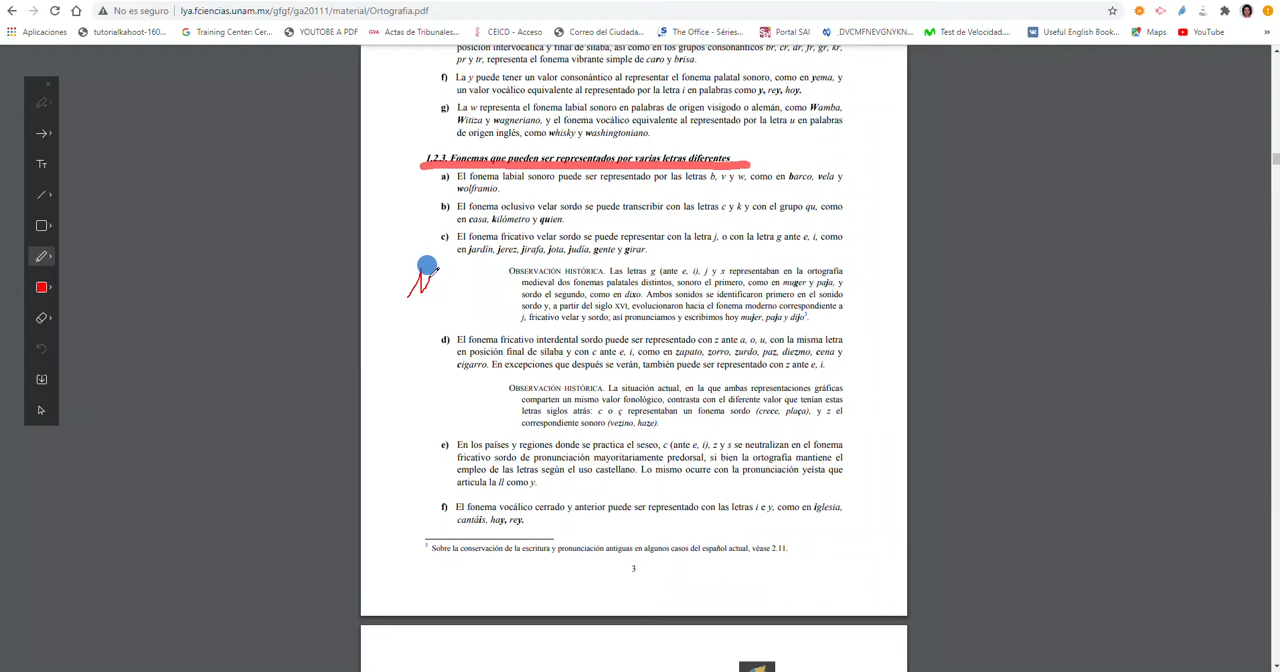 No es seguro | lya.fciencias.unam.mx/gfgf/ga20111/material/Ortografia.pdf
Aplicaciones tutorialkahoot-160... Training Center: Cer... YOUTOBE A PDF Actas de Tribunales... CEICD - Acceso Correo del Ciudada... The Office - Séries... Portal SAI ,DVCMFNEVGNYKN... Test de Velocidad.... Useful English Book... Maps YouTube »
posición intervocálica y final de sílaba, así como en los grupos consonánticos br, cr, dr, fr, gr, kr,
pr y tr, representa el fonema vibrante simple de caro y brisa.
f) La y puede tener un valor consonántico al representar el fonema palatal sonoro, como en yema, y
un valor vocálico equivalente al representado por la letra i en palabras como y, rey, hoy.
g) La w representa el fonema labial sonoro en palabras de origen visigodo o alemán, como Wamba,
Witiza y wagneriano, y el fonema vocálico equivalente al representado por la letra u en palabras
de origen inglés, como whisky y washingtoniano.
1.2.3. Fonemas que pueden ser representados por varias letras diferentes
a) El fonema labial sonoro puede ser representado por las letras b, v y w, como en barco, vela y
wolframio.
b) El fonema oclusivo velar sordo se puede transcribir con las letras c y k y con el grupo qu, como
en casa, kilómetro y quien.
c) El fonema fricativo velar sordo se puede representar con la letra j, o con la letra g ante e, i, como
en jardín, jerez, jirafa, jota, judía, gente y girar.
OBSERVACIÓN HISTÓRICA. Las letras g (ante e, i), j y x representaban en la ortografía
medieval dos fonemas palatales distintos, sonoro el primero, como en muger y paja, y
sordo el segundo, como en dixo. Ambos sonidos se identificaron primero en el sonido
sordo y, a partir del siglo XVI, evolucionaron hacia el fonema moderno correspondiente a
j, fricativo velar y sordo; así pronunciamos y escribimos hoy mujer, paja y dijo3.
d) El fonema fricativo interdental sordo puede ser representado con z ante a, o, u, con la misma letra
en posición final de sílaba y con c ante e, i, como en zapato, zorro, zurdo, paz, diezmo, cena y
cigarro. En excepciones que después se verán, también puede ser representado con z ante e, i.
OBSERVACIÓN HISTÓRICA. La situación actual, en la que ambas representaciones gráficas
comparten un mismo valor fonológico, contrasta con el diferente valor que tenían estas
letras siglos atrás: c o ç representaban un fonema sordo (crece, plaça), y z el
correspondiente sonoro (vezino, haze).
e) En los países y regiones donde se practica el seseo, c (ante e, i), z y s se neutralizan en el fonema
fricativo sordo de pronunciación mayoritariamente predorsal, si bien la ortografía mantiene el
empleo de las letras según el uso castellano. Lo mismo ocurre con la pronunciación yeísta que
articula la ll como y.
f) El fonema vocálico cerrado y anterior puede ser representado con las letras i e y, como en iglesia,
cantáis, hay, rey.
3 Sobre la conservación de la escritura y pronunciación antiguas en algunos casos del español actual, véase 2.11.
3